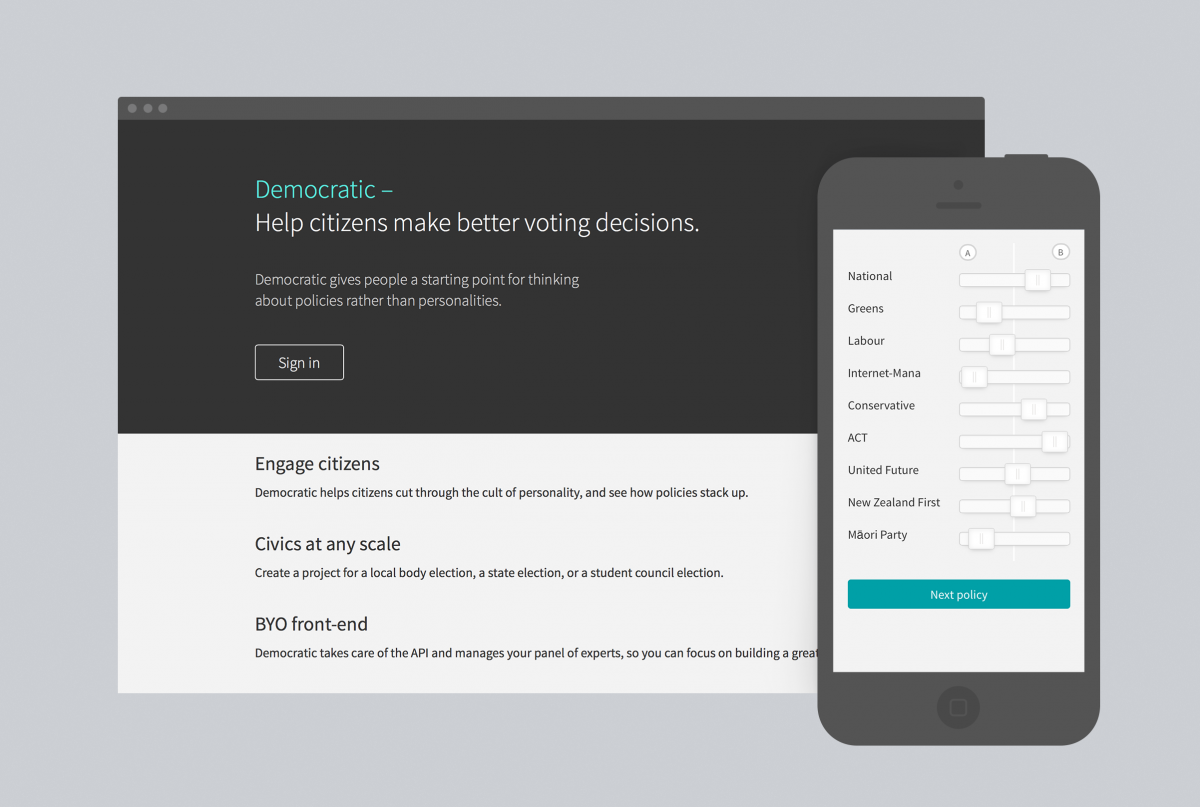 Democratic –
Help citizens make better voting decisions.
Democratic gives people a starting point for thinking
about policies rather than personalities.
Sign in
Engage citizens
Democratic helps citizens cut through the cult of personality, and see how policies stack up.
Civics at any scale
Create a project for a local body election, a state election, or a student council election.
BYO front-end
Democratic takes care of the API and manages your panel of experts, so you can focus on building a great
A B
National
Greens
Labour
Internet-Mana
Conservative
ACT
United Future
New Zealand First
Māori Party
Next policy